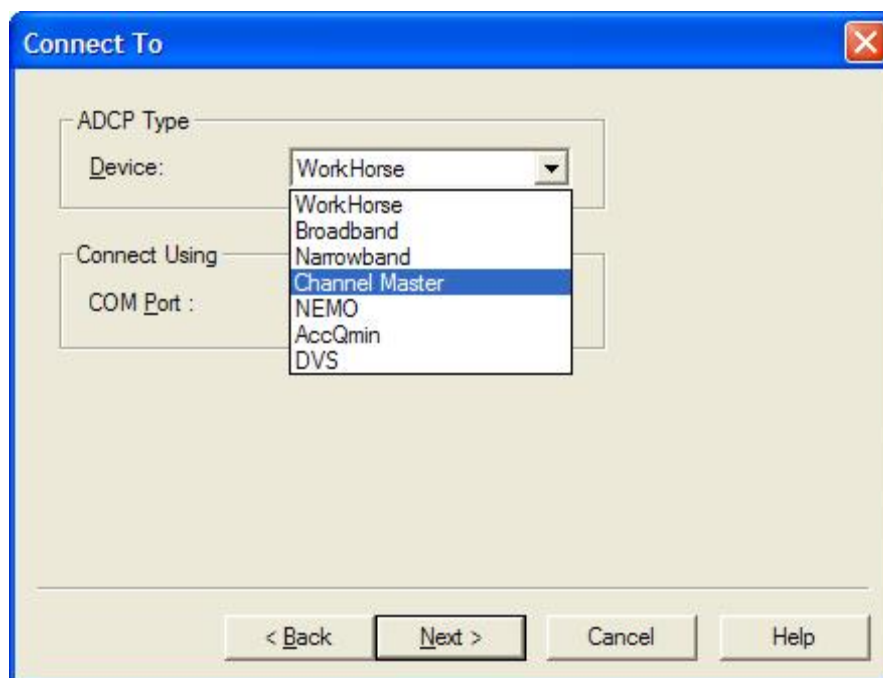 Connect To
ADCP Type
Device:
WorkHorse
WorkHorse
Broadband
Narrowband
Channel Master
NEMO
AccQmin
DVS
Connect Using
COM Port :
< Back
Next >
Cancel
Help